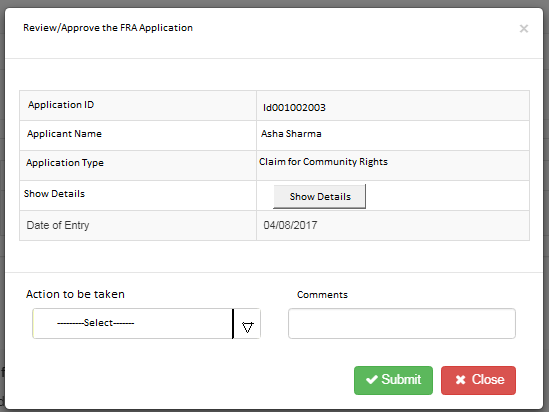 Review/Approve the FRA Application ×
Application ID Id001002003
Applicant Name Asha Sharma
Application Type Claim for Community Rights
Show Details Show Details
Date of Entry 04/08/2017
Action to be taken Comments
---------Select-------
Submit Close